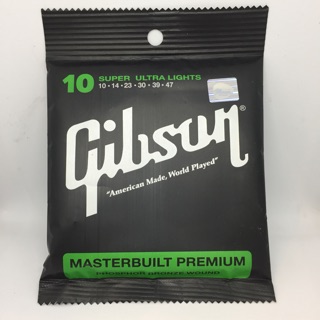 10 SUPER ULTRA LIGHTS
10·14·23·30·39·47
Gibson®
"American Made, World Played"
MASTERBUILT PREMIUM
PHOSPHOR BRONZE WOUND